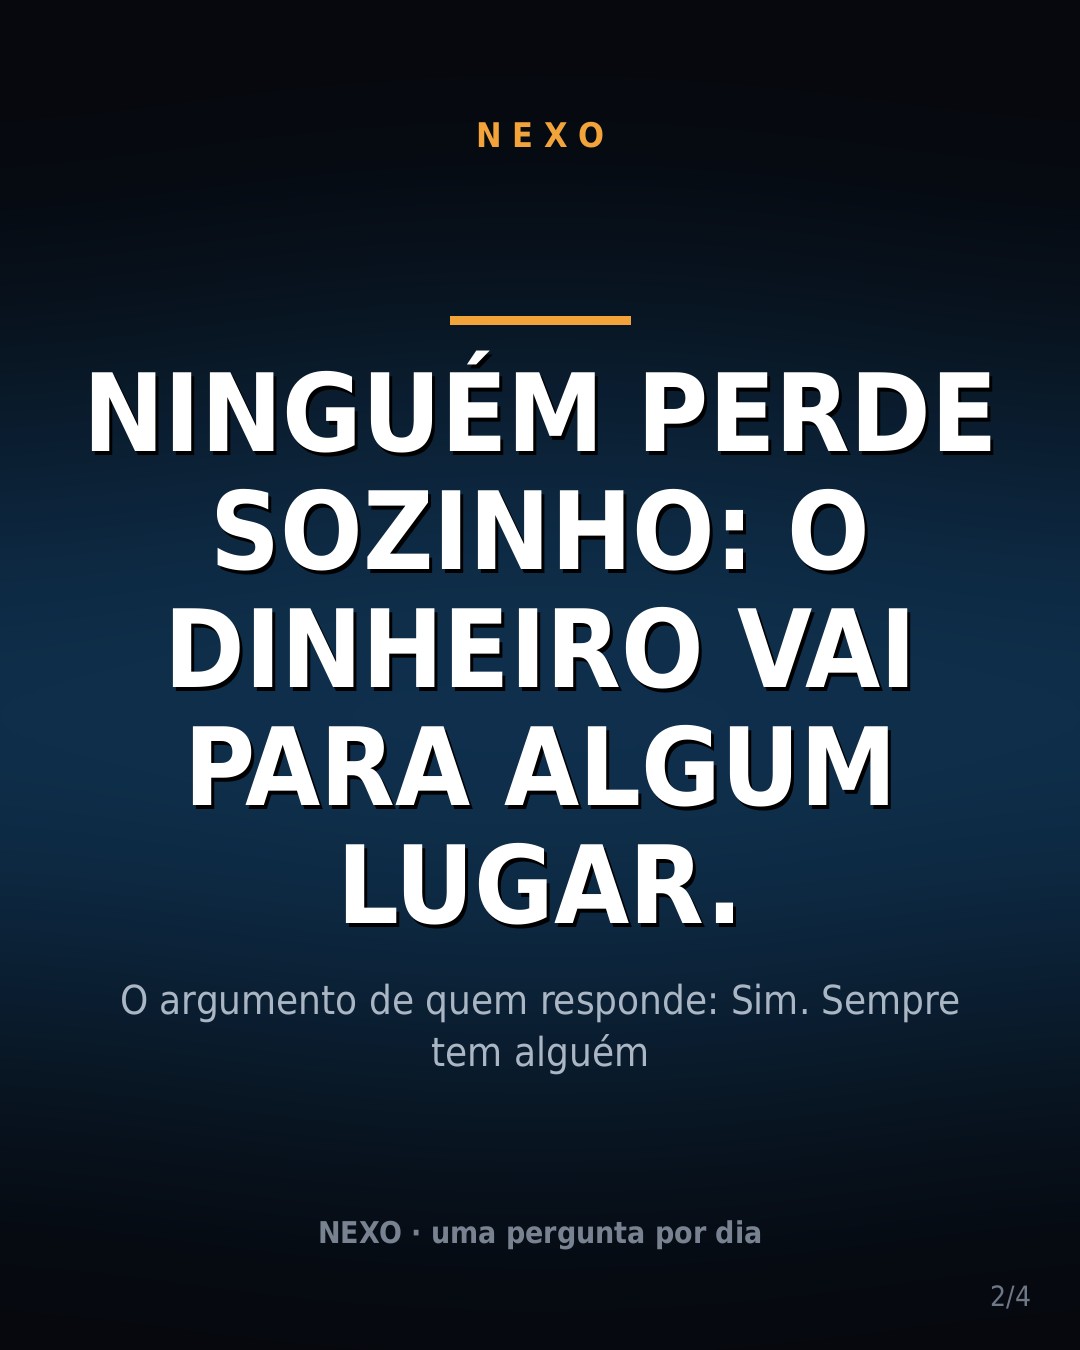 NEXO
NINGUÉM PERDE
SOZINHO: O
DINHEIRO VAI
PARA ALGUM
LUGAR.
O argumento de quem responde: Sim. Sempre
tem alguém
NEXO · uma pergunta por dia
2/4